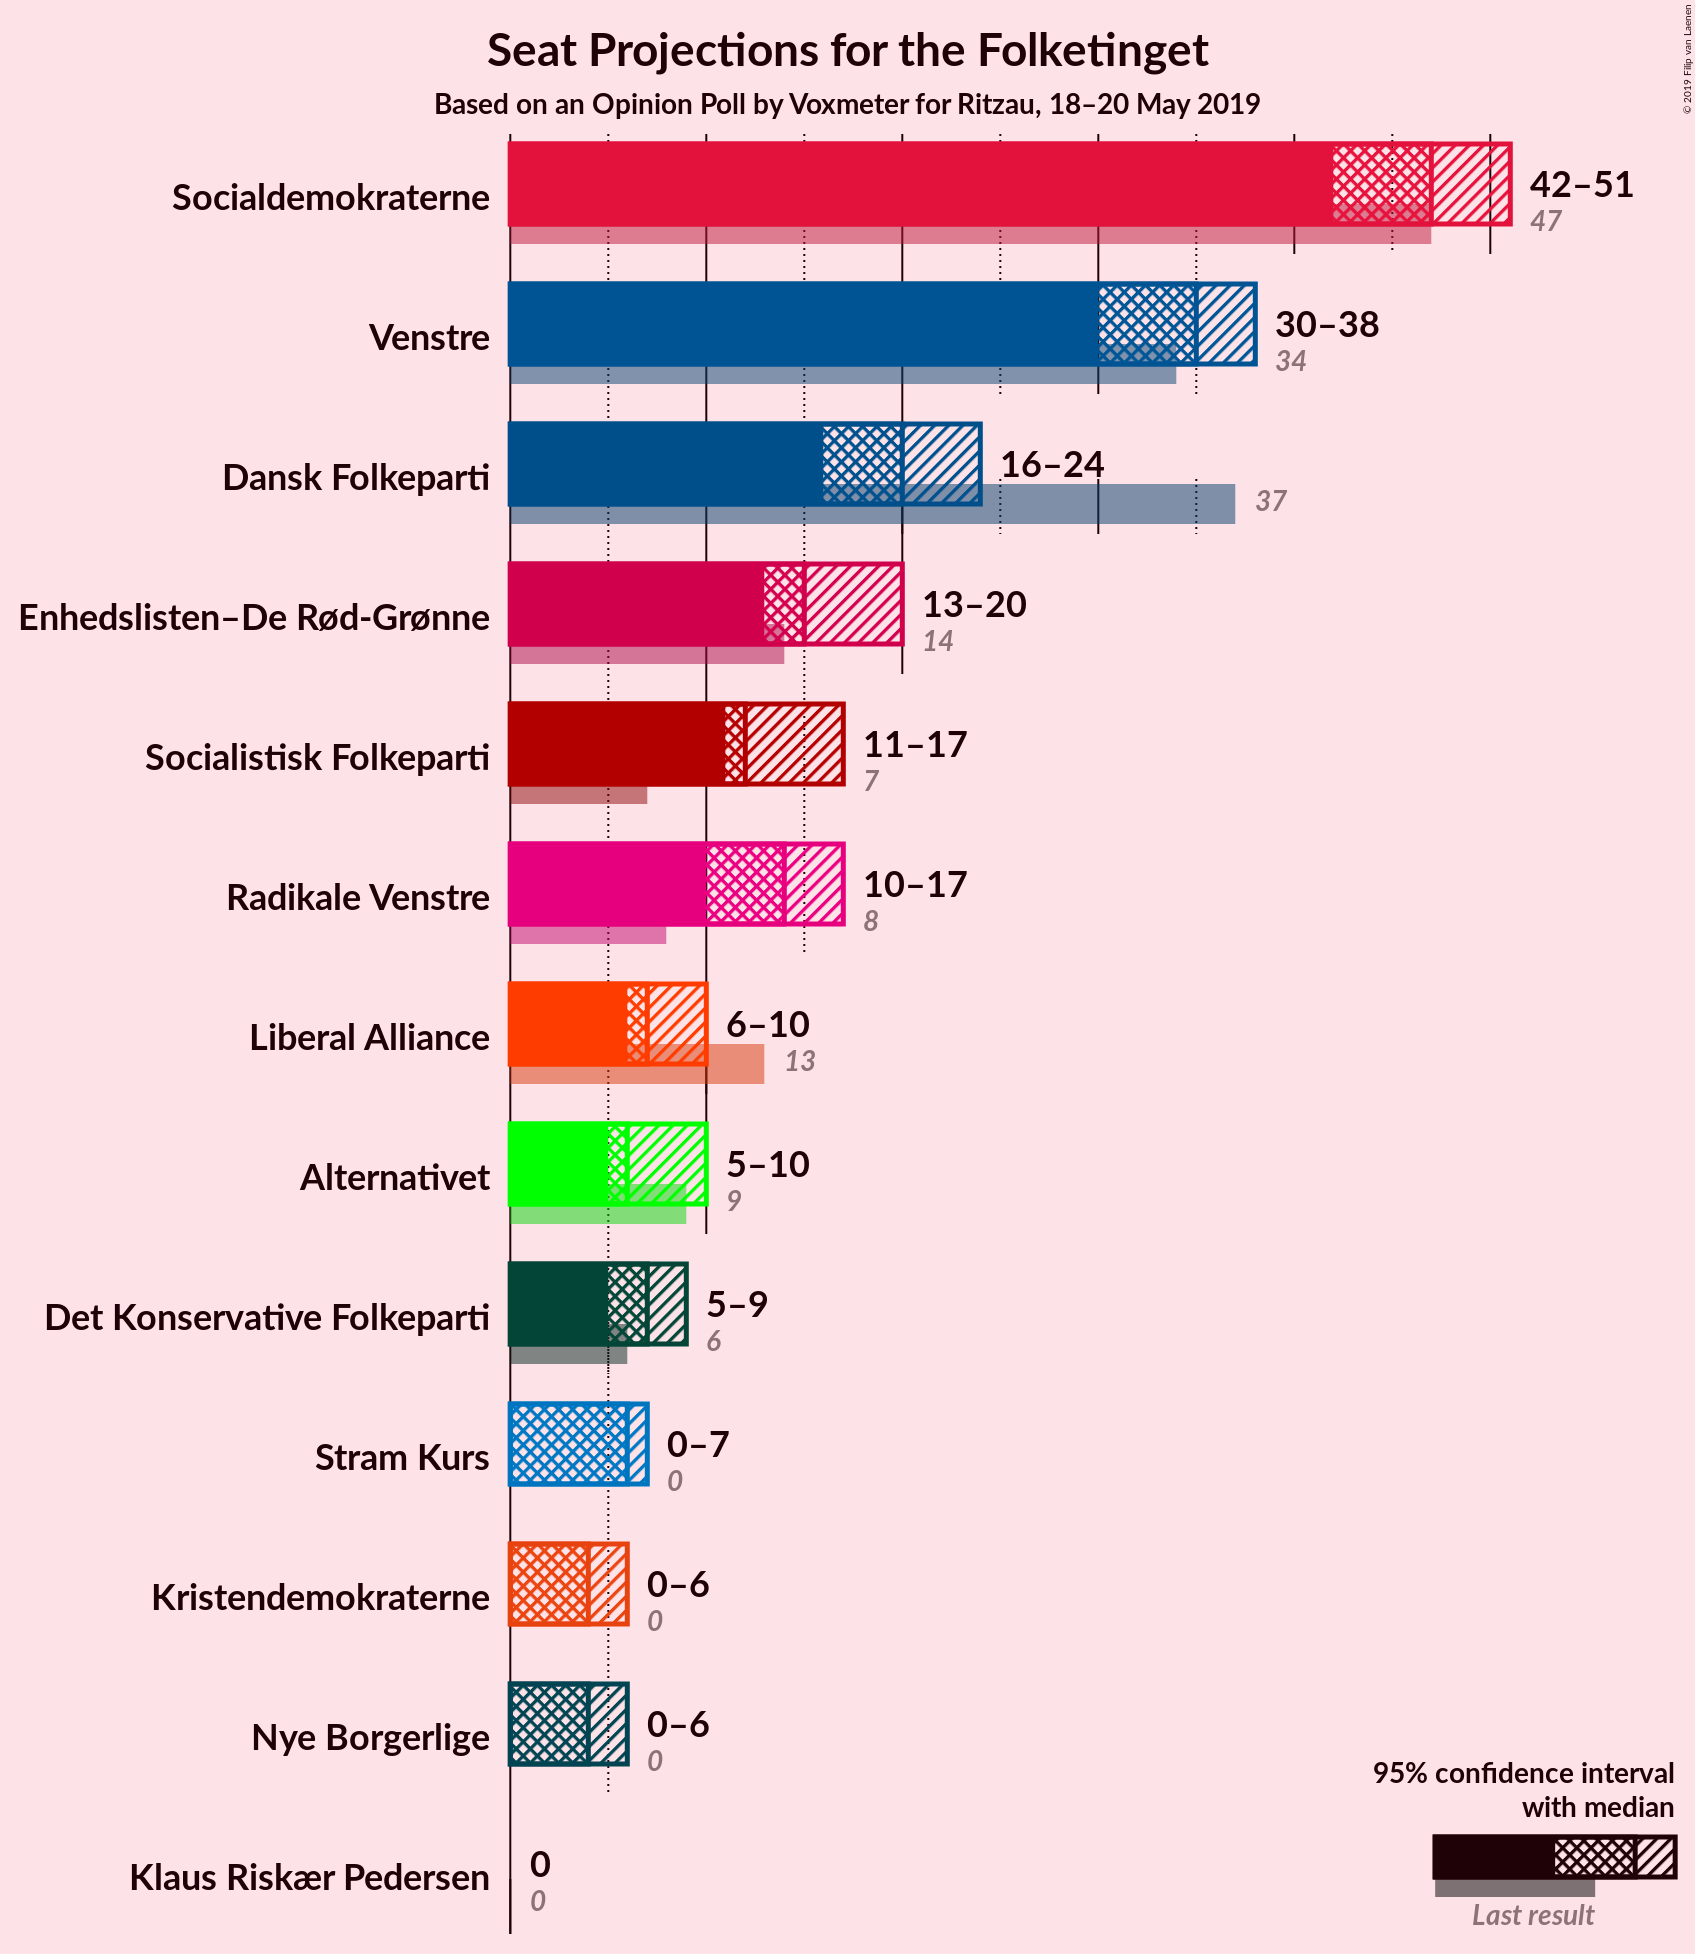 Seat Projections for the Folketinget
Based on an Opinion Poll by Voxmeter for Ritzau, 18–20 May 2019
© 2019 Filip van Laenen
Socialdemokraterne
42–51
47
Venstre
30–38
34
Dansk Folkeparti
16–24
37
Enhedslisten–De Rød-Grønne
13–20
14
Socialistisk Folkeparti
11–17
7
Radikale Venstre
10–17
8
Liberal Alliance
6–10
13
Alternativet
5–10
9
Det Konservative Folkeparti
5–9
6
Stram Kurs
0–7
0
Kristendemokraterne
0–6
0
Nye Borgerlige
0–6
0
Klaus Riskær Pedersen
0
0
95% confidence interval
with median
Last result